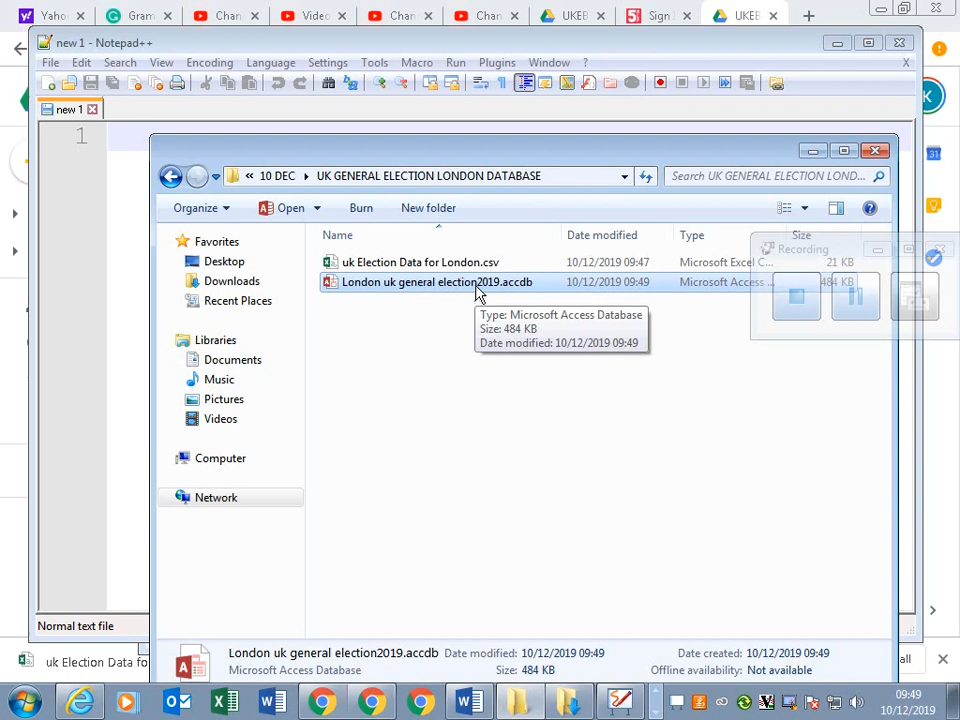 Yahoo
Gram
Chan
Video
Chan
Chan
UKEB
Sign
UKEB
new 1 - Notepad++
File Edit Search View Encoding Language Settings Tools Macro Run Plugins Window ? X
new 1
1
K
31
« 10 DEC UK GENERAL ELECTION LONDON DATABASE
Search UK GENERAL ELECTION LOND...
Organize Open Burn New folder
Name Date modified Type Size
Favorites
Desktop
Downloads
Recent Places
Libraries
Documents
Music
Pictures
Videos
Computer
Network
uk Election Data for London.csv 10/12/2019 09:47 Microsoft Excel C... 21 KB
London uk general election2019.accdb 10/12/2019 09:49 Microsoft Access ... 484 KB
Recording
Type: Microsoft Access Database
Size: 484 KB
Date modified: 10/12/2019 09:49
Normal text file
London uk general election2019.accdb Date modified: 10/12/2019 09:49 Date created: 10/12/2019 09:49
Microsoft Access Database Size: 484 KB Offline availability: Not available
uk Election Data fo
all
09:49
10/12/2019